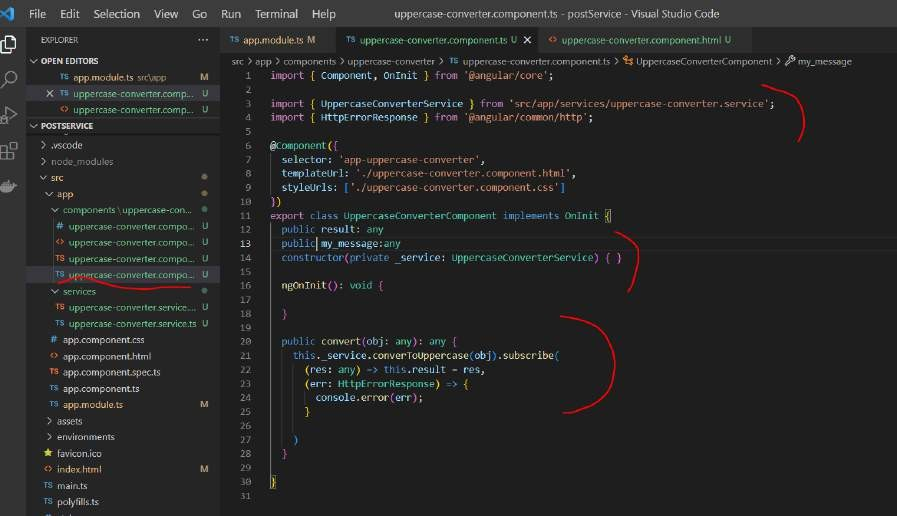 File Edit Selection View Go Run Terminal Help
uppercase-converter.component.ts - postService - Visual Studio Code
EXPLORER ...
TS app.module.ts M
TS uppercase-converter.component.ts U ×
<> uppercase-converter.component.html U
OPEN EDITORS
TS app.module.ts src\app M
× TS uppercase-converter.comp... U
<> uppercase-converter.comp... U
POSTSERVICE
> .vscode
> node_modules
src
app
components \ uppercase-con...
# uppercase-converter.compo... U
<> uppercase-converter.compo... U
TS uppercase-converter.compo... U
TS uppercase-converter.compo... U
services
TS uppercase-converter.service.... U
TS uppercase-converter.service.ts U
# app.component.css
<> app.component.html
TS app.component.spec.ts
TS app.component.ts
TS app.module.ts M
> assets
> environments
favicon.ico
<> index.html M
TS main.ts
TS polyfills.ts
src > app > components > uppercase-converter > TS uppercase-converter.component.ts > UppercaseConverterComponent > my_message
1 import { Component, OnInit } from '@angular/core';
2
3 import { UppercaseConverterService } from 'src/app/services/uppercase-converter.service';
4 import { HttpErrorResponse } from '@angular/common/http';
5
6 @Component({
7 selector: 'app-uppercase-converter',
8 templateUrl: './uppercase-converter.component.html',
9 styleUrls: ['./uppercase-converter.component.css']
10 })
11 export class UppercaseConverterComponent implements OnInit {
12 public result: any
13 public my_message:any
14 constructor(private _service: UppercaseConverterService) { }
15
16 ngOnInit(): void {
17
18 }
19
20 public convert(obj: any): any {
21 this._service.converToUppercase(obj).subscribe(
22 (res: any) => this.result = res,
23 (err: HttpErrorResponse) => {
24 console.error(err);
25 }
26
27 )
28 }
29
30 }
31